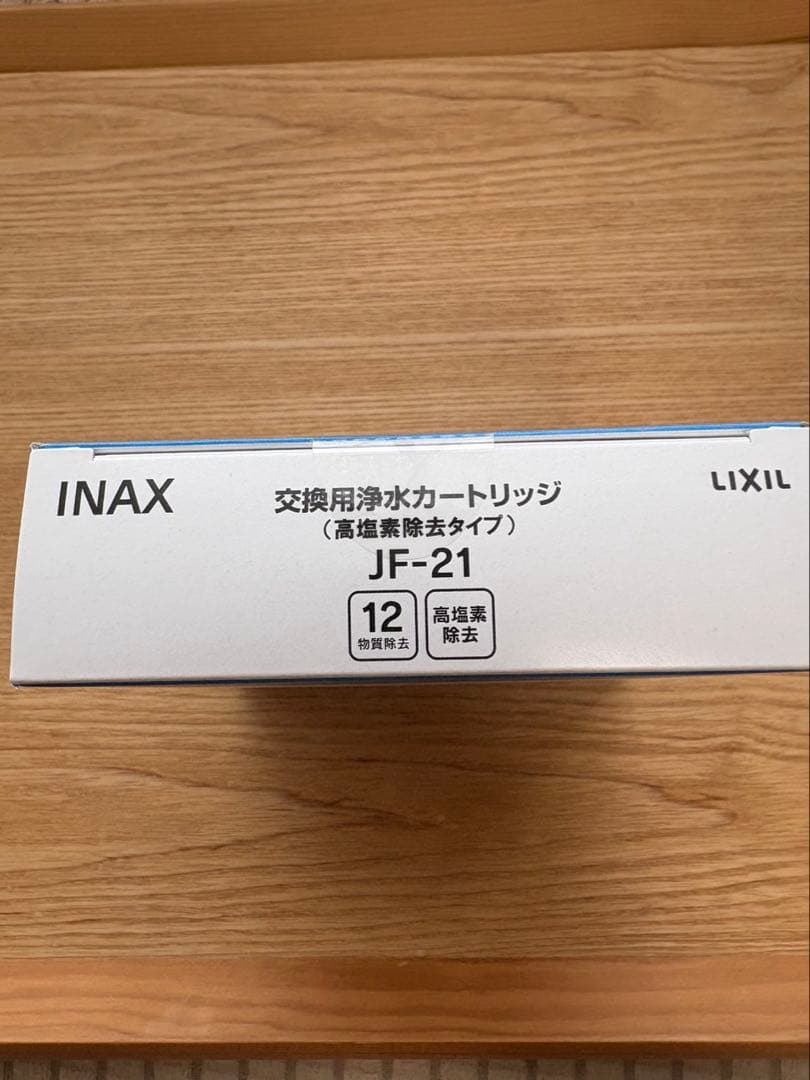 INAX
交換用浄水カートリッジ
(高塩素除去タイプ)
JF-21
12
物質除去
高塩素
除去
LIXIL